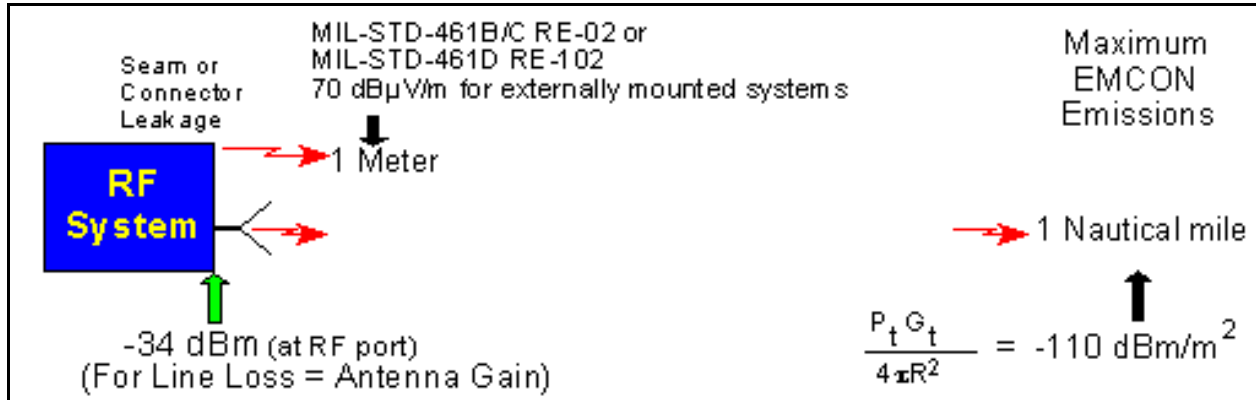 MIL-STD-461B/C RE-02 or
MIL-STD-461D RE-102
70 dBµV/m for externally mounted systems
Seam or
Connector
Leakage
Maximum
EMCON
Emissions
1 Meter
RF
System
1 Nautical mile
-34 dBm (at RF port)
(For Line Loss = Antenna Gain)
P_t G_t
4πR²
= -110 dBm/m²